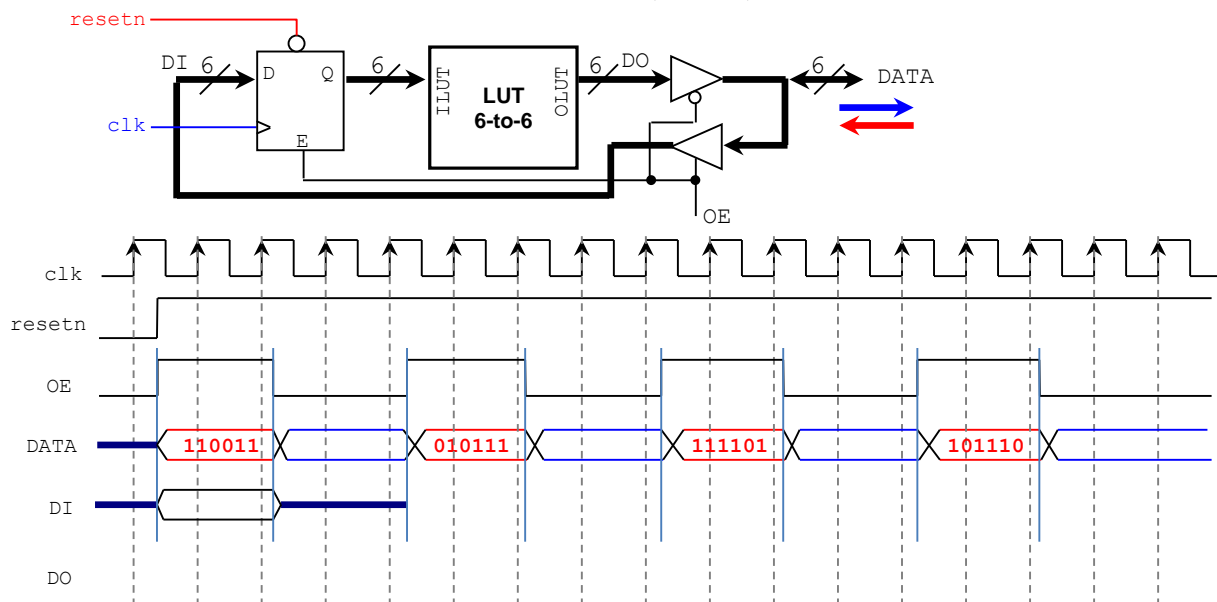 resetn
DI 6 D Q 6 ILUT LUT 6-to-6 OLUT 6 DO 6 DATA
clk
E
OE
clk
resetn
OE
DATA 110011 010111 111101 101110
DI
DO